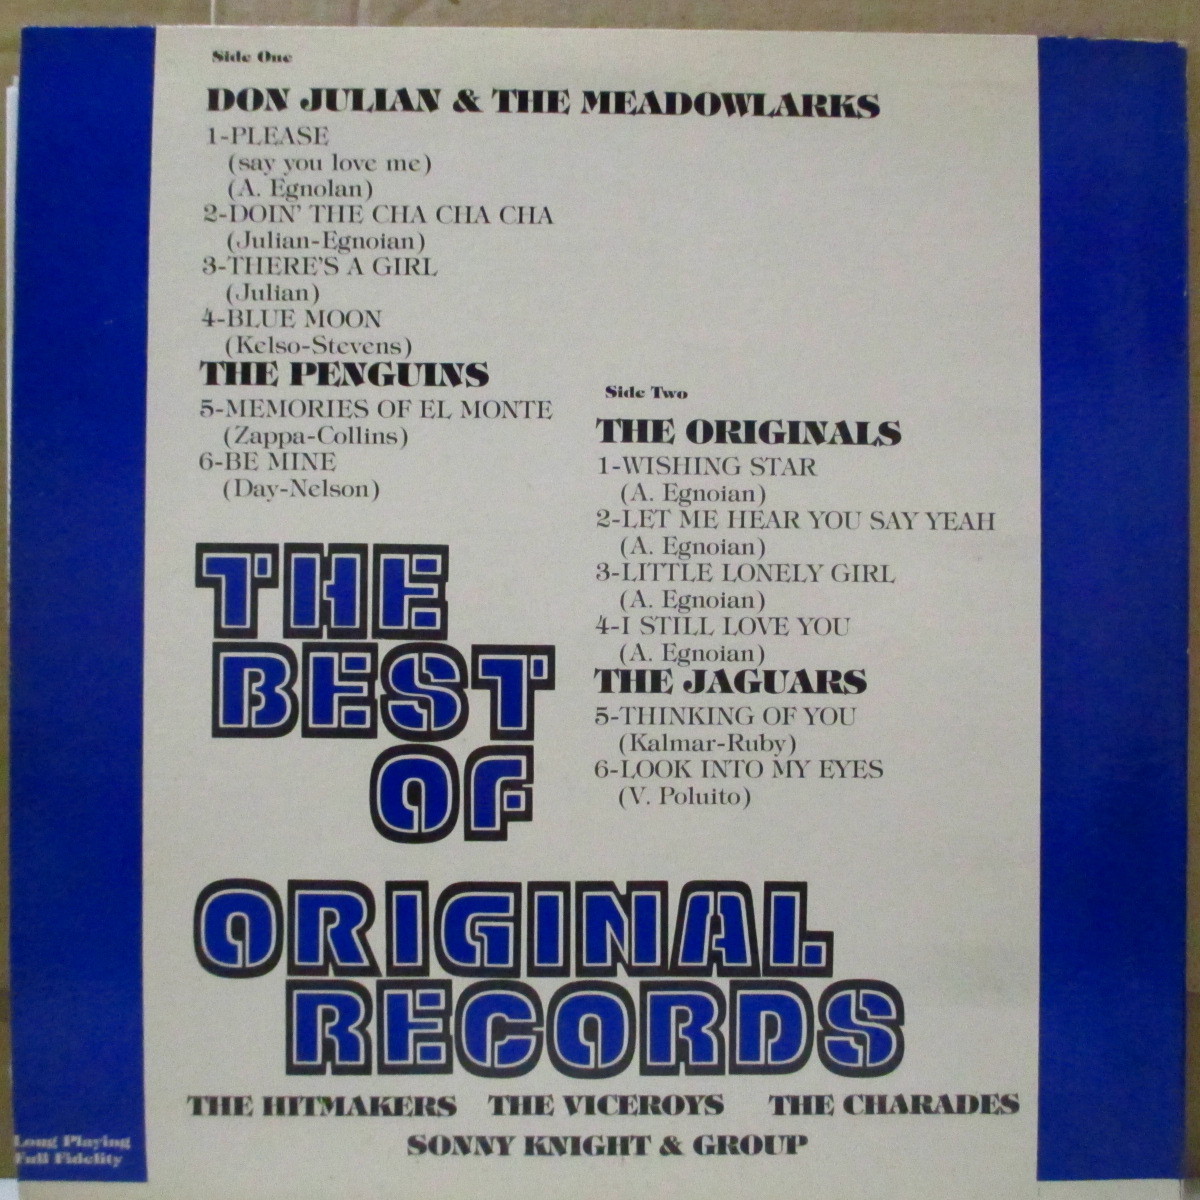 Side One
DON JULIAN & THE MEADOWLARKS
1-PLEASE
(say you love me)
(A. Egnolan)
2-DOIN' THE CHA CHA CHA
(Julian-Egnoian)
3-THERE'S A GIRL
(Julian)
4-BLUE MOON
(Kelso-Stevens)
THE PENGUINS
5-MEMORIES OF EL MONTE
(Zappa-Collins)
6-BE MINE
(Day-Nelson)
Side Two
THE ORIGINALS
1-WISHING STAR
(A. Egnoian)
2-LET ME HEAR YOU SAY YEAH
(A. Egnoian)
3-LITTLE LONELY GIRL
(A. Egnoian)
4-I STILL LOVE YOU
(A. Egnoian)
THE JAGUARS
5-THINKING OF YOU
(Kalmar-Ruby)
6-LOOK INTO MY EYES
(V. Poluito)
THE
BEST
OF
ORIGINAL
RECORDS
THE HITMAKERS THE VICEROYS THE CHARADES
SONNY KNIGHT & GROUP
Long Playing
Full Fidelity